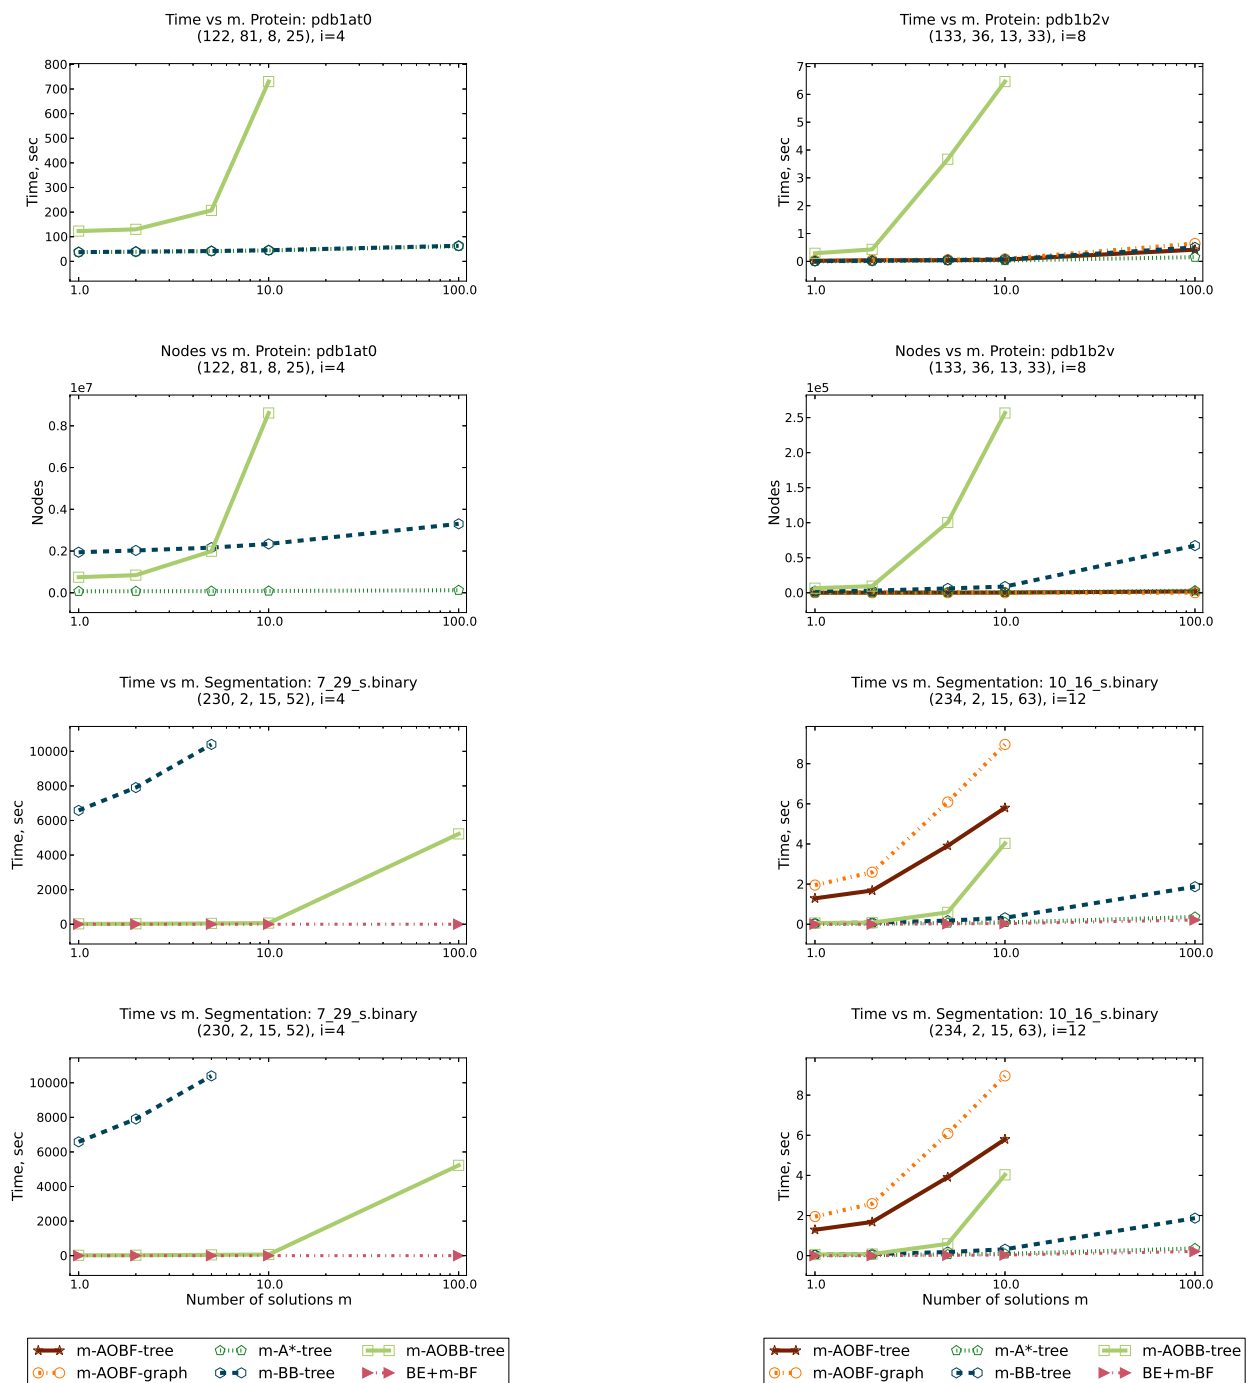 Time vs m. Protein: pdb1at0
(122, 81, 8, 25), i=4
Time, sec
800
700
600
500
400
300
200
100
0
1.0 10.0 100.0
Time vs m. Protein: pdb1b2v
(133, 36, 13, 33), i=8
Time, sec
7
6
5
4
3
2
1
0
1.0 10.0 100.0
Nodes vs m. Protein: pdb1at0
(122, 81, 8, 25), i=4
1e7
Nodes
0.8
0.6
0.4
0.2
0.0
1.0 10.0 100.0
Nodes vs m. Protein: pdb1b2v
(133, 36, 13, 33), i=8
1e5
Nodes
2.5
2.0
1.5
1.0
0.5
0.0
1.0 10.0 100.0
Time vs m. Segmentation: 7_29_s.binary
(230, 2, 15, 52), i=4
Time, sec
10000
8000
6000
4000
2000
0
1.0 10.0 100.0
Time vs m. Segmentation: 10_16_s.binary
(234, 2, 15, 63), i=12
Time, sec
8
6
4
2
0
1.0 10.0 100.0
Time vs m. Segmentation: 7_29_s.binary
(230, 2, 15, 52), i=4
Time, sec
10000
8000
6000
4000
2000
0
1.0 10.0 100.0
Number of solutions m
Time vs m. Segmentation: 10_16_s.binary
(234, 2, 15, 63), i=12
Time, sec
8
6
4
2
0
1.0 10.0 100.0
Number of solutions m
m-AOBF-tree m-A*-tree m-AOBB-tree
m-AOBF-graph m-BB-tree BE+m-BF
m-AOBF-tree m-A*-tree m-AOBB-tree
m-AOBF-graph m-BB-tree BE+m-BF